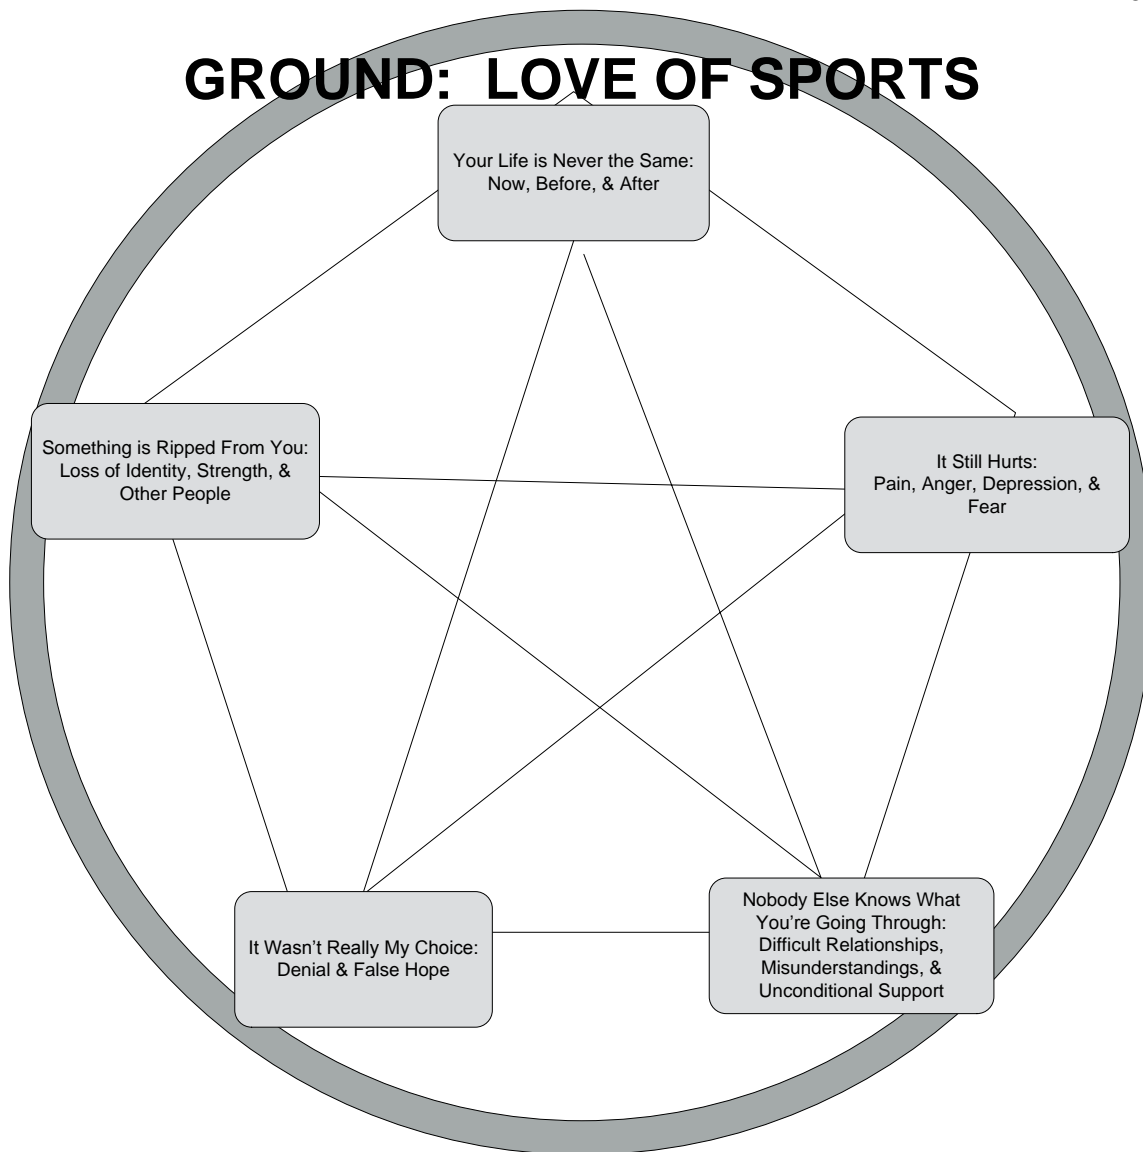 GROUND: LOVE OF SPORTS
Your Life is Never the Same:
Now, Before, & After
Something is Ripped From You:
Loss of Identity, Strength, &
Other People
It Still Hurts:
Pain, Anger, Depression, &
Fear
It Wasn't Really My Choice:
Denial & False Hope
Nobody Else Knows What
You're Going Through:
Difficult Relationships,
Misunderstandings, &
Unconditional Support